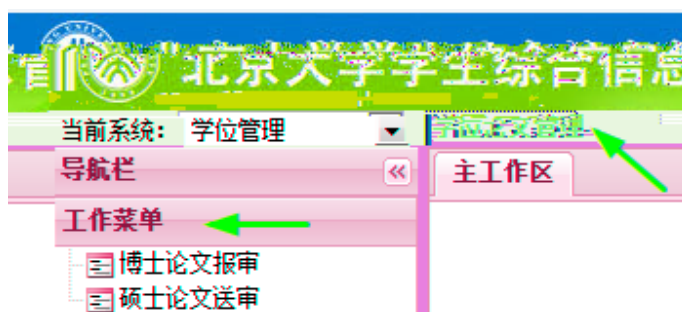 北京大学学生综合信息
当前系统： 学位管理
导航栏
主工作区
工作菜单
博士论文报审
硕士论文送审